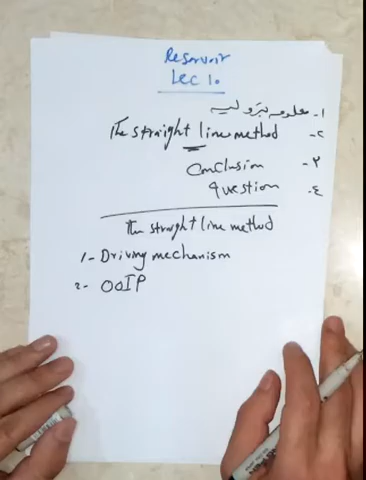 Reservoir
Lec 10
١- معلومه بترولية
٢- The straight line method
٣- Conclusion
٤- question
The straight line method
1- Driving mechanism
2- OOIP